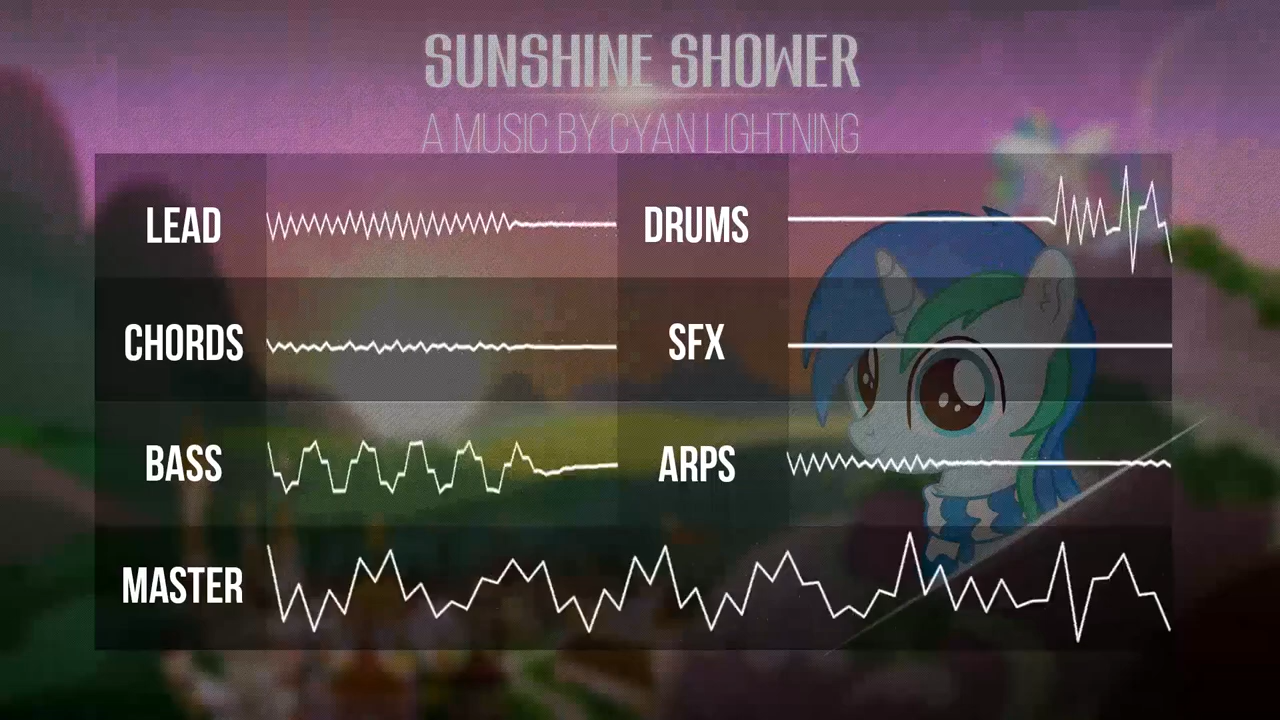 SUNSHINE SHOWER
A MUSIC BY CYAN LIGHTNING
LEAD
DRUMS
CHORDS
SFX
BASS
ARPS
MASTER